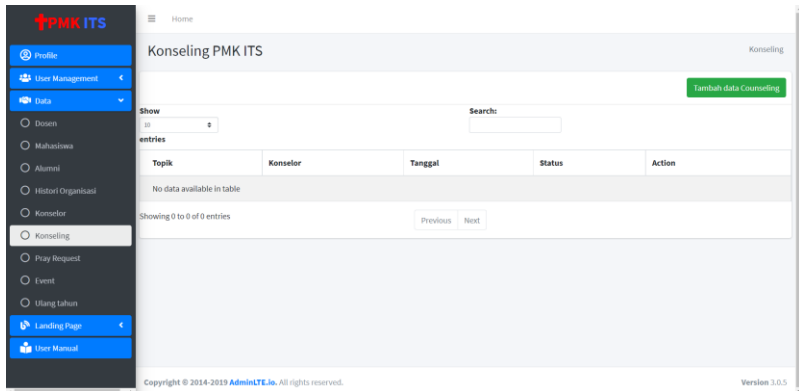 PMK ITS
Home
Profile
User Management
Data
Dosen
Mahasiswa
Alumni
Histori Organisasi
Konselor
Konseling
Pray Request
Event
Ulang tahun
Landing Page
User Manual
Konseling PMK ITS
Konseling
Tambah data Counseling
Show
10
entries
Search:
Topik Konselor Tanggal Status Action
No data available in table
Showing 0 to 0 of 0 entries
Previous Next
Copyright © 2014-2019 AdminLTE.io. All rights reserved.
Version 3.0.5